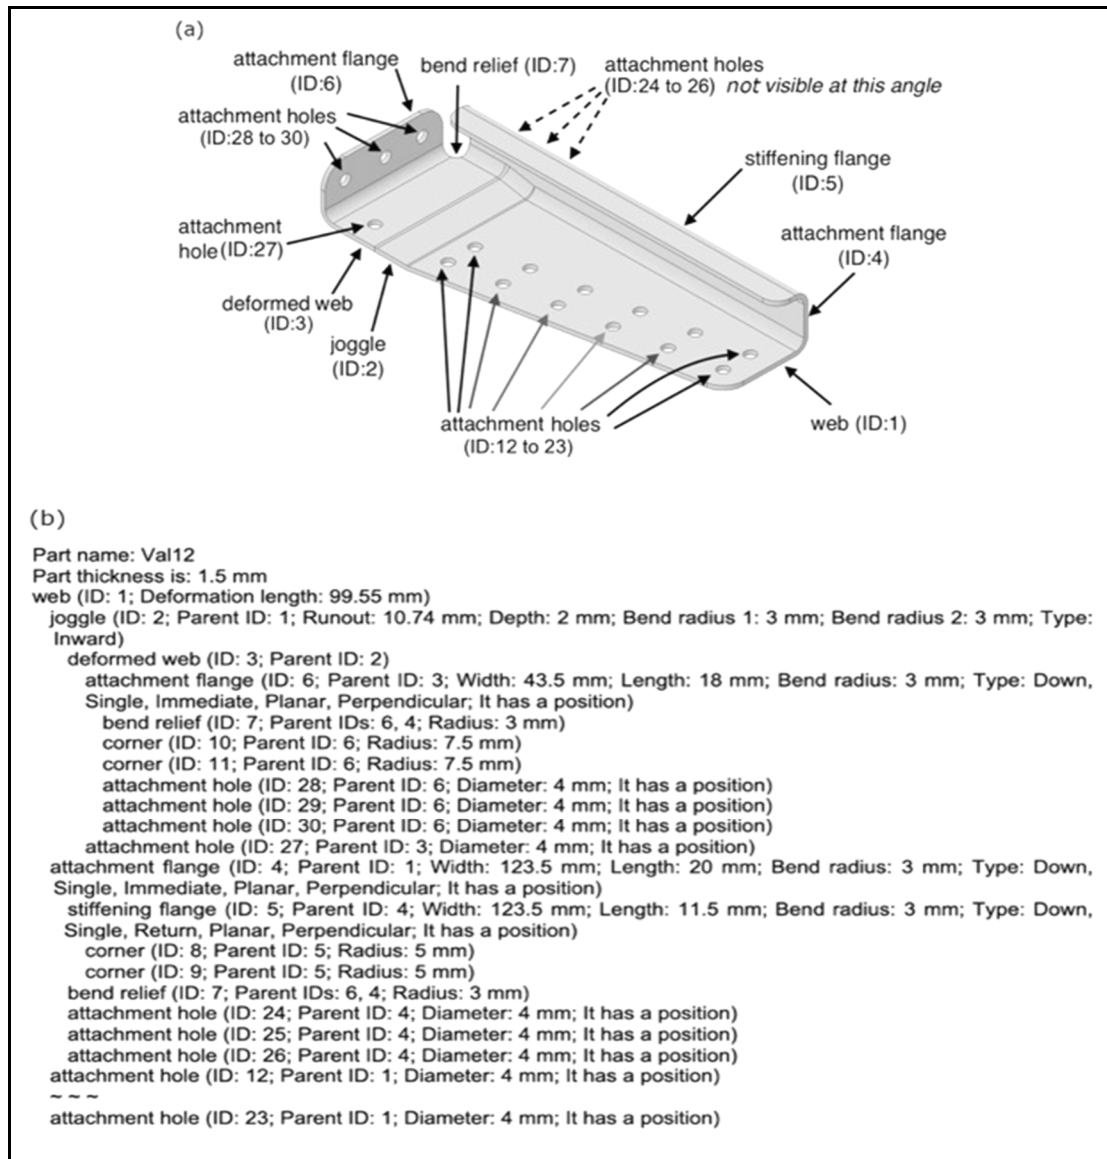 (a)
attachment flange
(ID:6)
bend relief (ID:7)
attachment holes
(ID:24 to 26) not visible at this angle
attachment holes
(ID:28 to 30)
stiffening flange
(ID:5)
attachment
hole (ID:27)
attachment flange
(ID:4)
deformed web
(ID:3)
joggle
(ID:2)
attachment holes
(ID:12 to 23)
web (ID:1)
(b)
Part name: Val12
Part thickness is: 1.5 mm
web (ID: 1; Deformation length: 99.55 mm)
joggle (ID: 2; Parent ID: 1; Runout: 10.74 mm; Depth: 2 mm; Bend radius 1: 3 mm; Bend radius 2: 3 mm; Type:
Inward)
deformed web (ID: 3; Parent ID: 2)
attachment flange (ID: 6; Parent ID: 3; Width: 43.5 mm; Length: 18 mm; Bend radius: 3 mm; Type: Down,
Single, Immediate, Planar, Perpendicular; It has a position)
bend relief (ID: 7; Parent IDs: 6, 4; Radius: 3 mm)
corner (ID: 10; Parent ID: 6; Radius: 7.5 mm)
corner (ID: 11; Parent ID: 6; Radius: 7.5 mm)
attachment hole (ID: 28; Parent ID: 6; Diameter: 4 mm; It has a position)
attachment hole (ID: 29; Parent ID: 6; Diameter: 4 mm; It has a position)
attachment hole (ID: 30; Parent ID: 6; Diameter: 4 mm; It has a position)
attachment hole (ID: 27; Parent ID: 3; Diameter: 4 mm; It has a position)
attachment flange (ID: 4; Parent ID: 1; Width: 123.5 mm; Length: 20 mm; Bend radius: 3 mm; Type: Down,
Single, Immediate, Planar, Perpendicular; It has a position)
stiffening flange (ID: 5; Parent ID: 4; Width: 123.5 mm; Length: 11.5 mm; Bend radius: 3 mm; Type: Down,
Single, Return, Planar, Perpendicular; It has a position)
corner (ID: 8; Parent ID: 5; Radius: 5 mm)
corner (ID: 9; Parent ID: 5; Radius: 5 mm)
bend relief (ID: 7; Parent IDs: 6, 4; Radius: 3 mm)
attachment hole (ID: 24; Parent ID: 4; Diameter: 4 mm; It has a position)
attachment hole (ID: 25; Parent ID: 4; Diameter: 4 mm; It has a position)
attachment hole (ID: 26; Parent ID: 4; Diameter: 4 mm; It has a position)
attachment hole (ID: 12; Parent ID: 1; Diameter: 4 mm; It has a position)
~ ~ ~
attachment hole (ID: 23; Parent ID: 1; Diameter: 4 mm; It has a position)